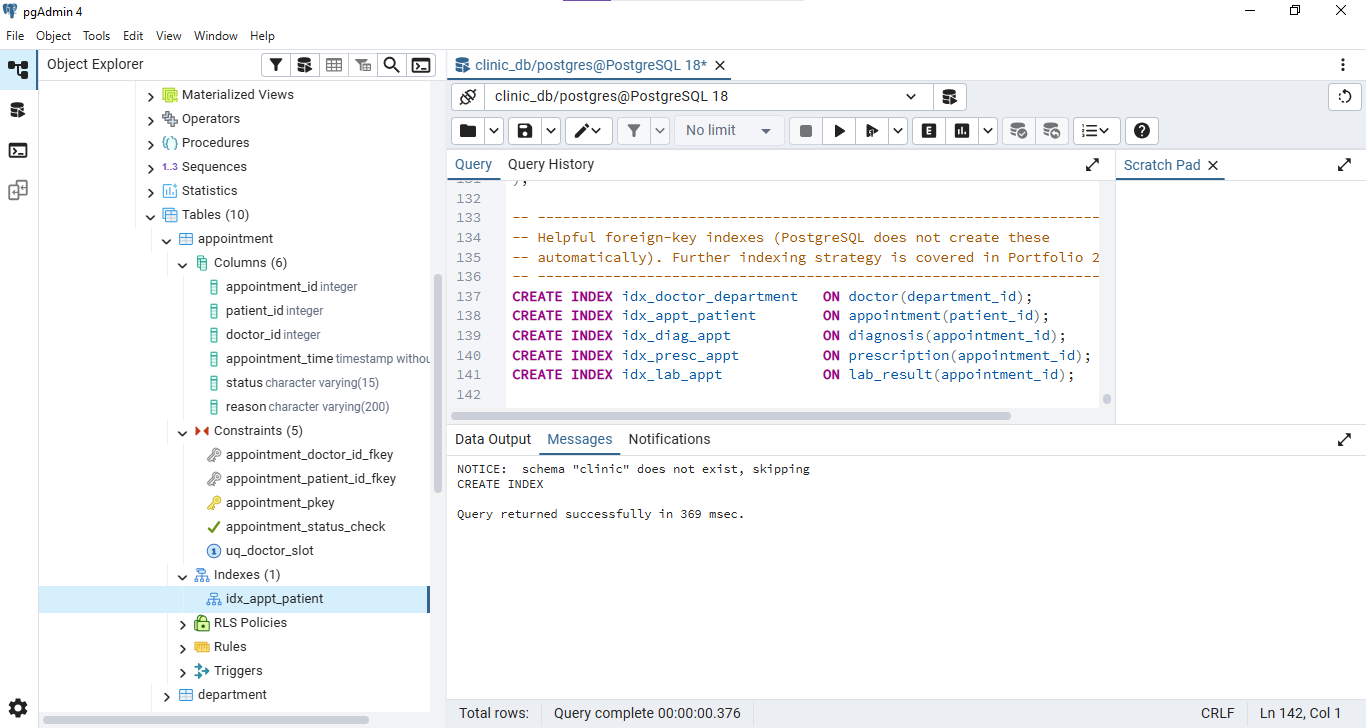 pgAdmin 4
File Object Tools Edit View Window Help
Object Explorer
Materialized Views
Operators
Procedures
1..3 Sequences
Statistics
Tables (10)
appointment
Columns (6)
appointment_id integer
patient_id integer
doctor_id integer
appointment_time timestamp withou
status character varying(15)
reason character varying(200)
Constraints (5)
appointment_doctor_id_fkey
appointment_patient_id_fkey
appointment_pkey
appointment_status_check
uq_doctor_slot
Indexes (1)
idx_appt_patient
RLS Policies
Rules
Triggers
department
clinic_db/postgres@PostgreSQL 18*
clinic_db/postgres@PostgreSQL 18
No limit
E
Query Query History
Scratch Pad
131 );
132
133 -- --------------------------------------------------------------------
134 -- Helpful foreign-key indexes (PostgreSQL does not create these
135 -- automatically). Further indexing strategy is covered in Portfolio 2
136 -- --------------------------------------------------------------------
137 CREATE INDEX idx_doctor_department ON doctor(department_id);
138 CREATE INDEX idx_appt_patient ON appointment(patient_id);
139 CREATE INDEX idx_diag_appt ON diagnosis(appointment_id);
140 CREATE INDEX idx_presc_appt ON prescription(appointment_id);
141 CREATE INDEX idx_lab_appt ON lab_result(appointment_id);
142
Data Output Messages Notifications
NOTICE: schema "clinic" does not exist, skipping
CREATE INDEX
Query returned successfully in 369 msec.
Total rows: Query complete 00:00:00.376 CRLF Ln 142, Col 1